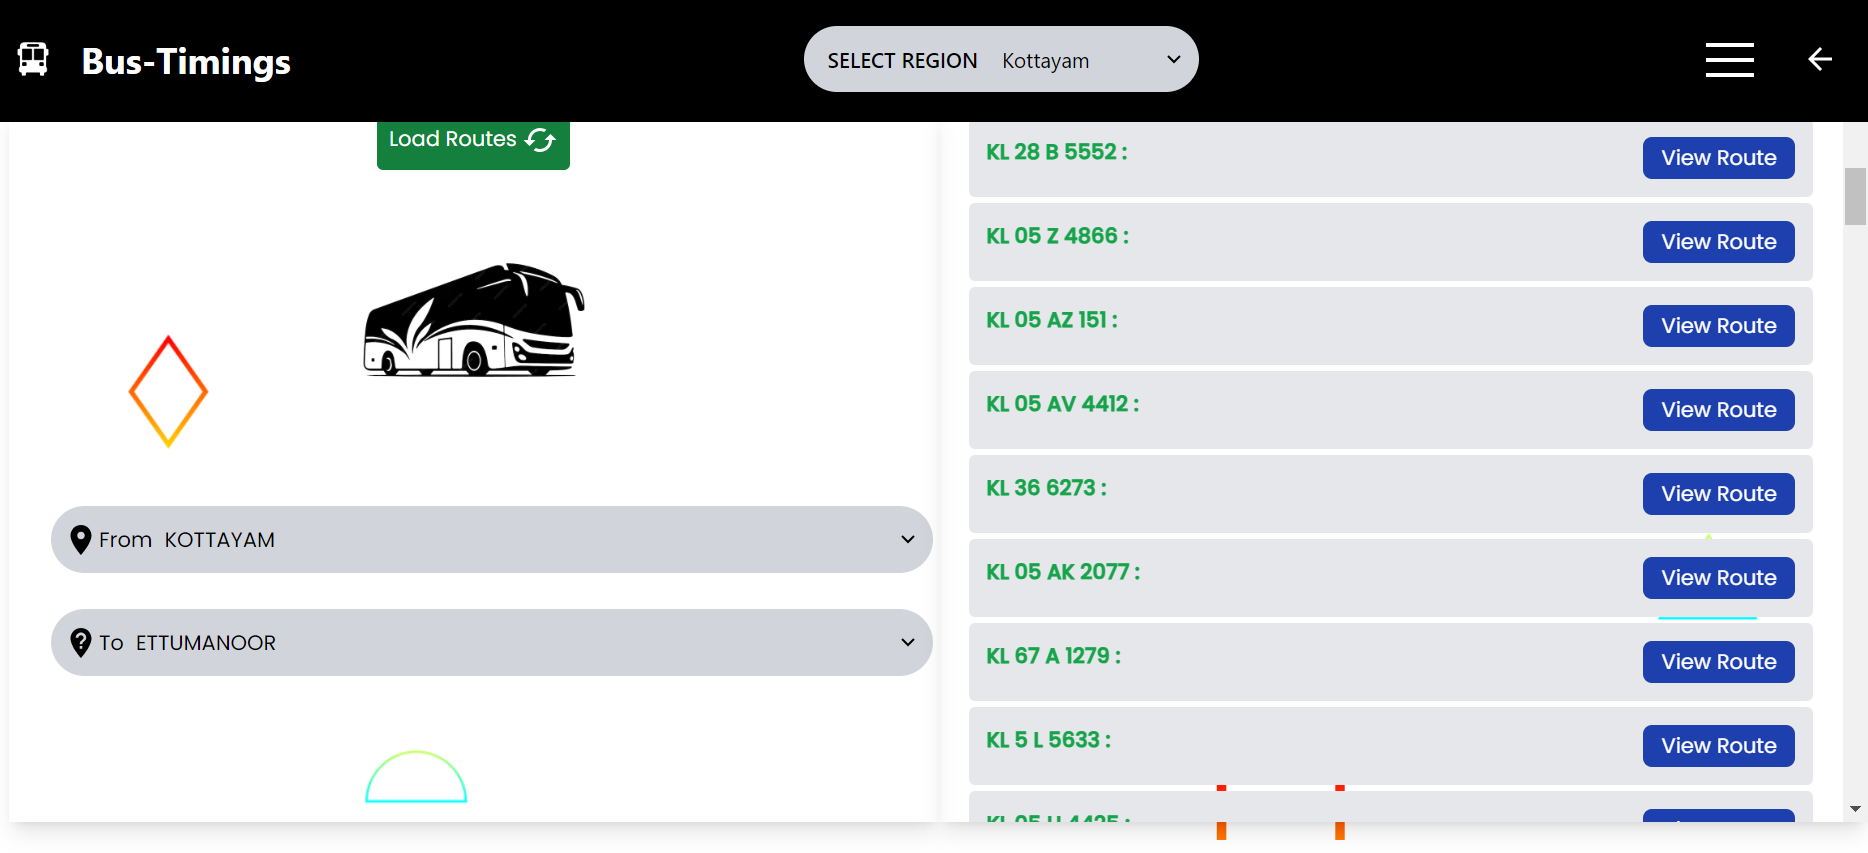 Bus-Timings
SELECT REGION Kottayam
Load Routes
From KOTTAYAM
To ETTUMANOOR
KL 28 B 5552 : View Route
KL 05 Z 4866 : View Route
KL 05 AZ 151 : View Route
KL 05 AV 4412 : View Route
KL 36 6273 : View Route
KL 05 AK 2077 : View Route
KL 67 A 1279 : View Route
KL 5 L 5633 : View Route